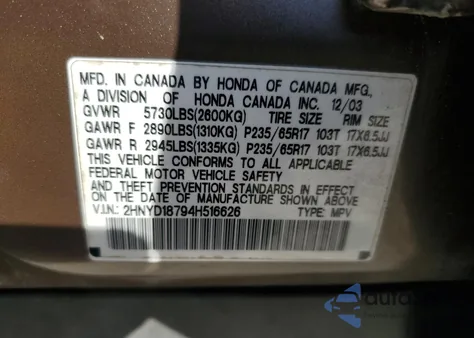 MFD. IN CANADA BY HONDA OF CANADA MFG.,
A DIVISION OF HONDA CANADA INC. 12/03
GVWR 5730LBS(2600KG) TIRE SIZE RIM SIZE
GAWR F 2890LBS(1310KG) P235/65R17 103T 17X6.5JJ
GAWR R 2945LBS(1335KG) P235/65R17 103T 17X6.5JJ
THIS VEHICLE CONFORMS TO ALL APPLICABLE
FEDERAL MOTOR VEHICLE SAFETY
AND THEFT PREVENTION STANDARDS IN EFFECT
ON THE DATE OF MANUFACTURE SHOWN ABOVE.
V.I.N.: 2HNYD18794H516626 TYPE: MPV